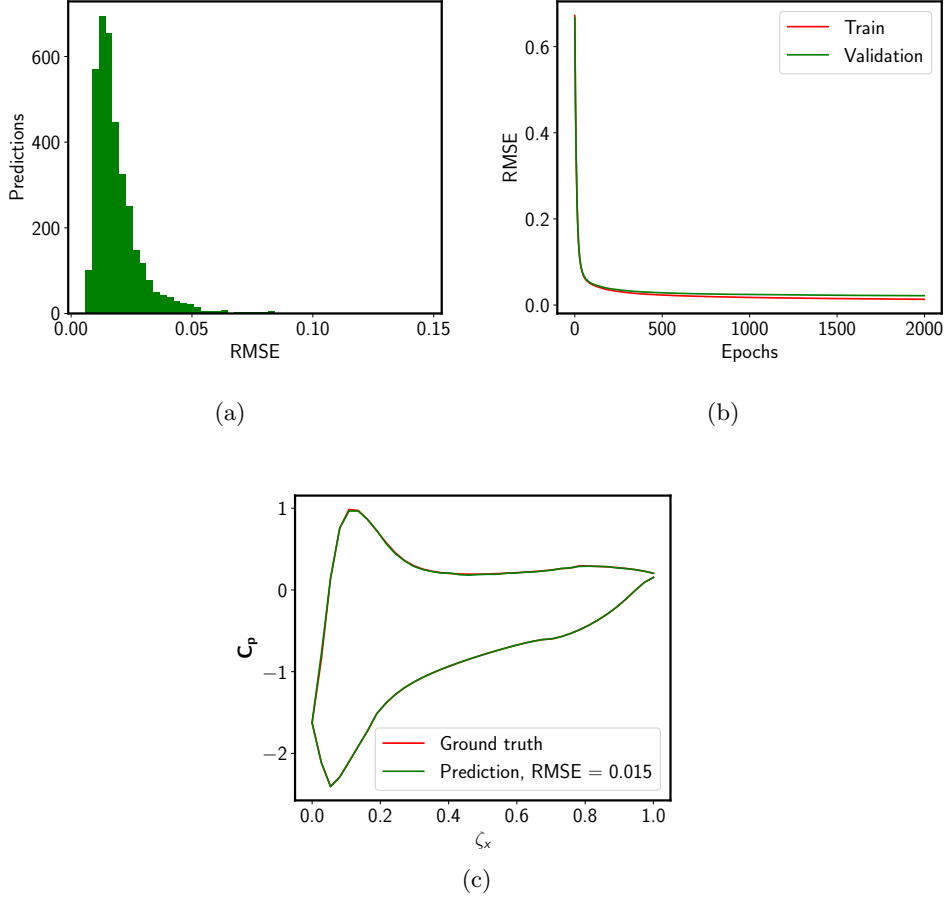 600
400
200
0
Predictions
0.00
0.05
0.10
0.15
RMSE
(a)
0.6
0.4
0.2
0.0
RMSE
Train
Validation
0
500
1000
1500
2000
Epochs
(b)
1
0
−1
−2
C_p
Ground truth
Prediction, RMSE = 0.015
0.0
0.2
0.4
0.6
0.8
1.0
ζ_x
(c)